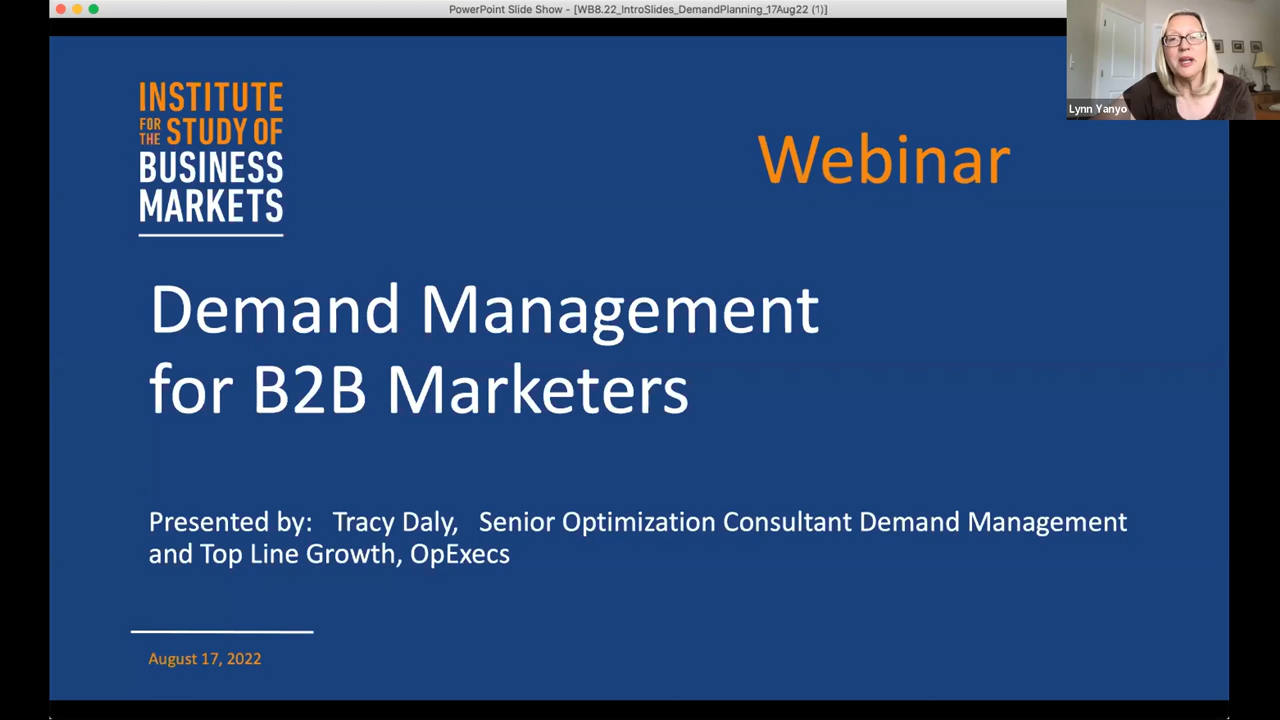 PowerPoint Slide Show - [WB8.22_IntroSlides_DemandPlanning_17Aug22 (1)]
INSTITUTE
FOR THE STUDY OF
BUSINESS
MARKETS
Webinar
Lynn Yanyo
Demand Management
for B2B Marketers
Presented by: Tracy Daly, Senior Optimization Consultant Demand Management
and Top Line Growth, OpExecs
August 17, 2022